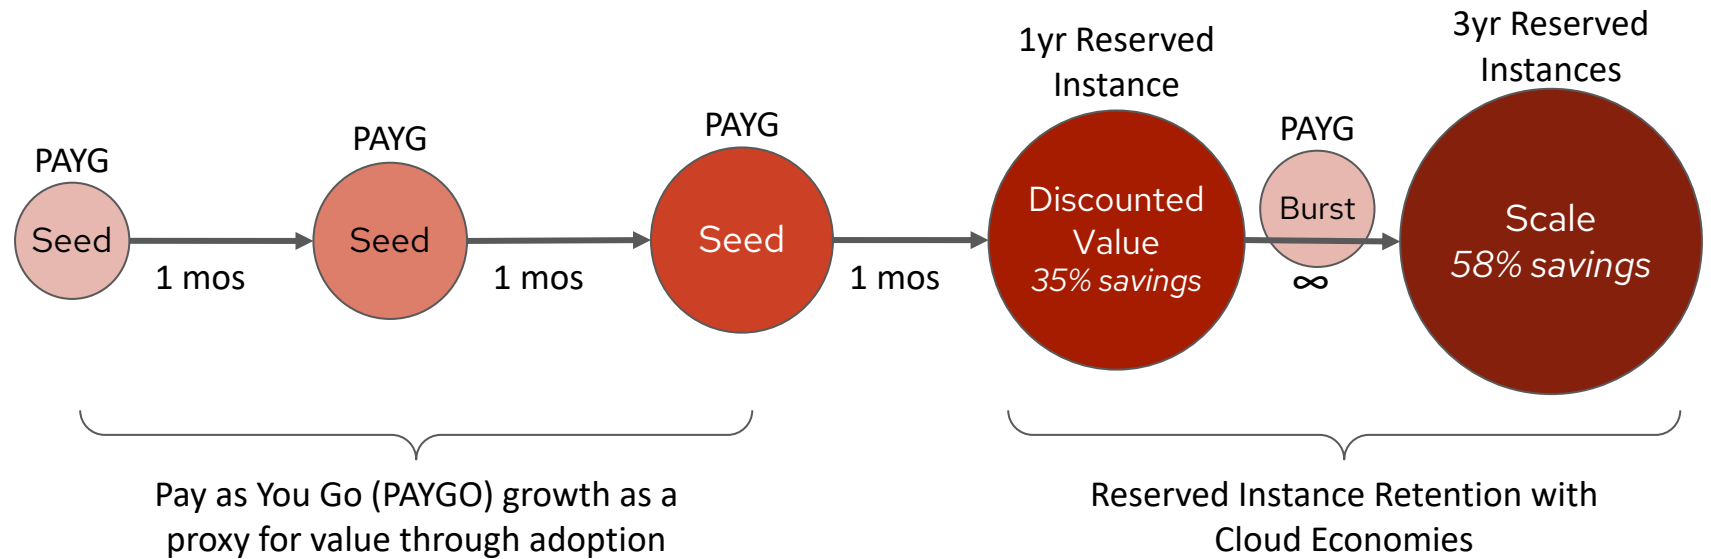 PAYG
Seed
1 mos
PAYG
Seed
1 mos
PAYG
Seed
1 mos
1yr Reserved
Instance
Discounted
Value
35% savings
PAYG
Burst
∞
3yr Reserved
Instances
Scale
58% savings
Pay as You Go (PAYGO) growth as a
proxy for value through adoption
Reserved Instance Retention with
Cloud Economies